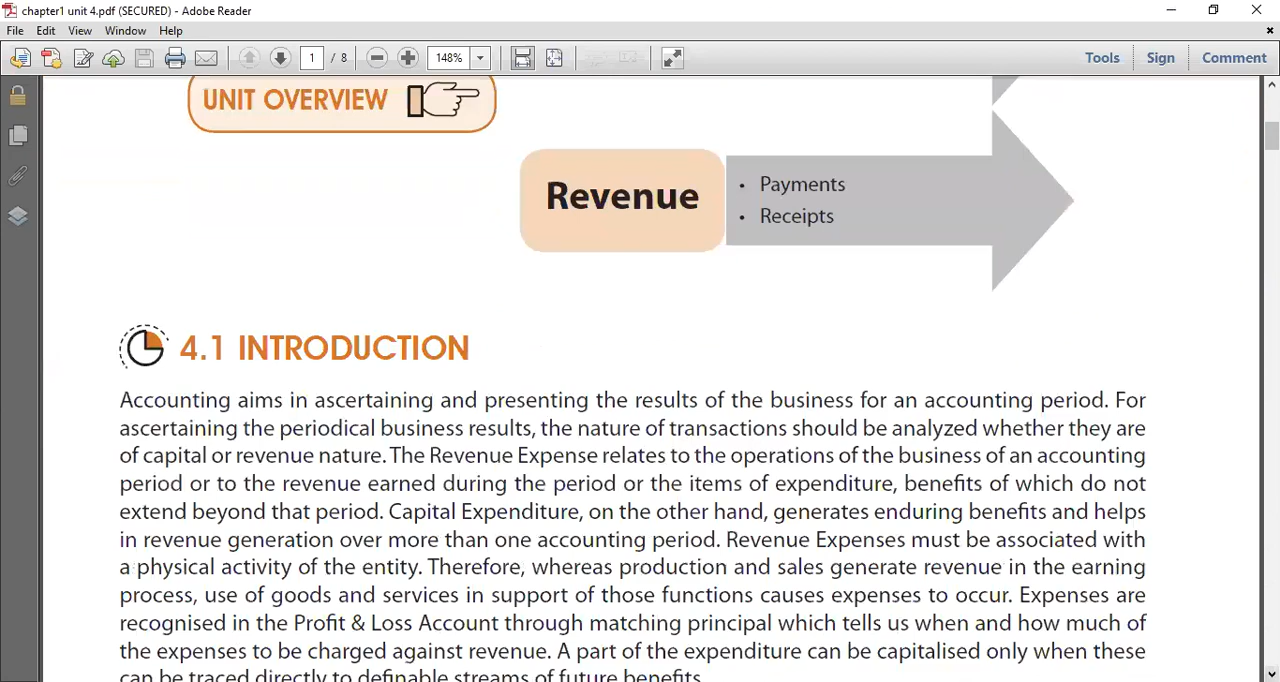 chapter1 unit 4.pdf (SECURED) - Adobe Reader
File Edit View Window Help
1 / 8 148% Tools Sign Comment
UNIT OVERVIEW
Revenue
• Payments
• Receipts
4.1 INTRODUCTION
Accounting aims in ascertaining and presenting the results of the business for an accounting period. For
ascertaining the periodical business results, the nature of transactions should be analyzed whether they are
of capital or revenue nature. The Revenue Expense relates to the operations of the business of an accounting
period or to the revenue earned during the period or the items of expenditure, benefits of which do not
extend beyond that period. Capital Expenditure, on the other hand, generates enduring benefits and helps
in revenue generation over more than one accounting period. Revenue Expenses must be associated with
a physical activity of the entity. Therefore, whereas production and sales generate revenue in the earning
process, use of goods and services in support of those functions causes expenses to occur. Expenses are
recognised in the Profit & Loss Account through matching principal which tells us when and how much of
the expenses to be charged against revenue. A part of the expenditure can be capitalised only when these
can be traced directly to definable streams of future benefits.